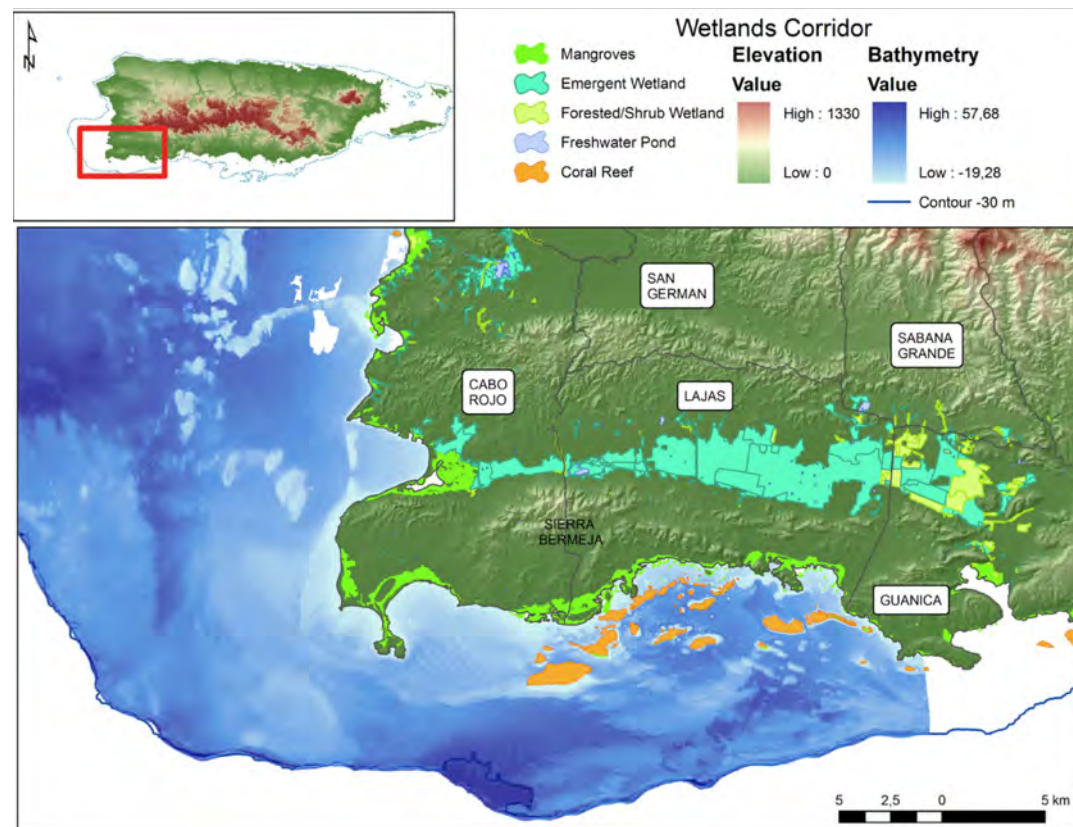 N
Wetlands Corridor
Mangroves
Emergent Wetland
Forested/Shrub Wetland
Freshwater Pond
Coral Reef
Elevation
Value
High : 1330
Low : 0
Bathymetry
Value
High : 57,68
Low : -19,28
Contour -30 m
SAN
GERMAN
SABANA
GRANDE
CABO
ROJO
LAJAS
SIERRA
BERMEJA
GUANICA
5 2,5 0 5 km